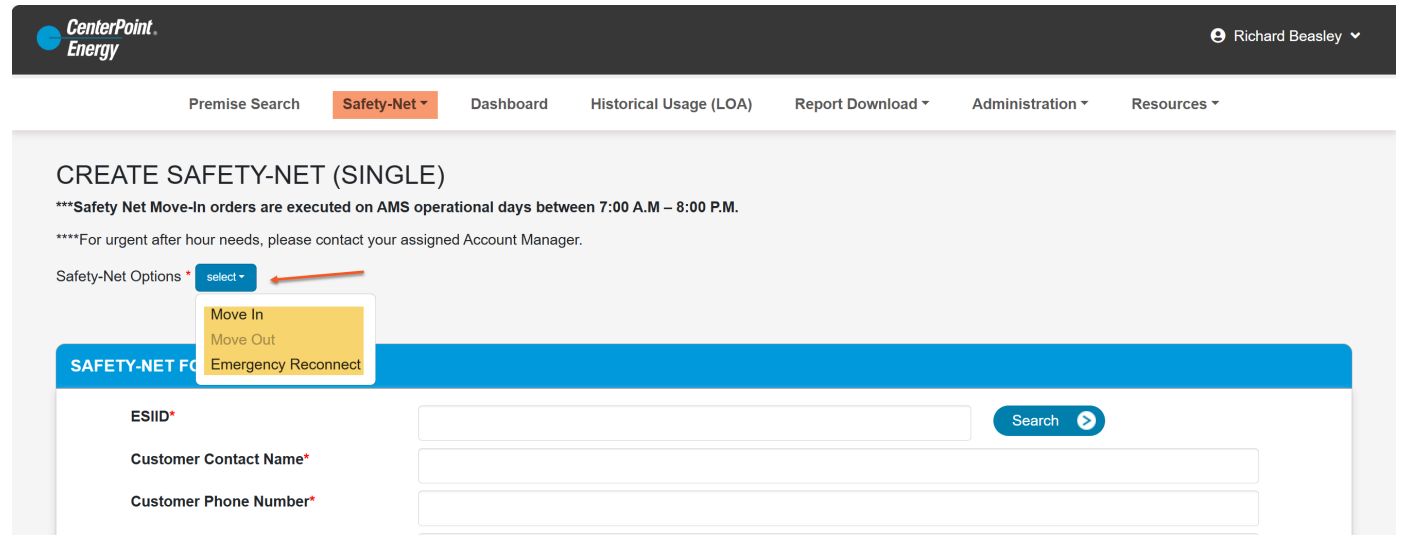 CenterPoint.
Energy
Richard Beasley
Premise Search Safety-Net Dashboard Historical Usage (LOA) Report Download Administration Resources
CREATE SAFETY-NET (SINGLE)
***Safety Net Move-In orders are executed on AMS operational days between 7:00 A.M – 8:00 P.M.
****For urgent after hour needs, please contact your assigned Account Manager.
Safety-Net Options * select
Move In
Move Out
Emergency Reconnect
SAFETY-NET
ESIID*
Search
Customer Contact Name*
Customer Phone Number*